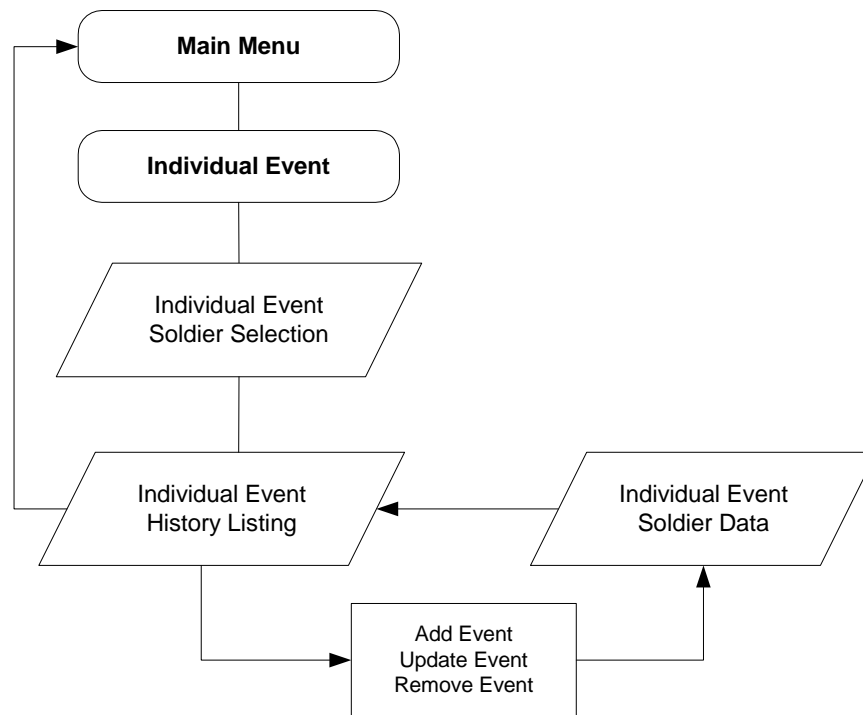 Main Menu
Individual Event
Individual Event
Soldier Selection
Individual Event
History Listing
Individual Event
Soldier Data
Add Event
Update Event
Remove Event